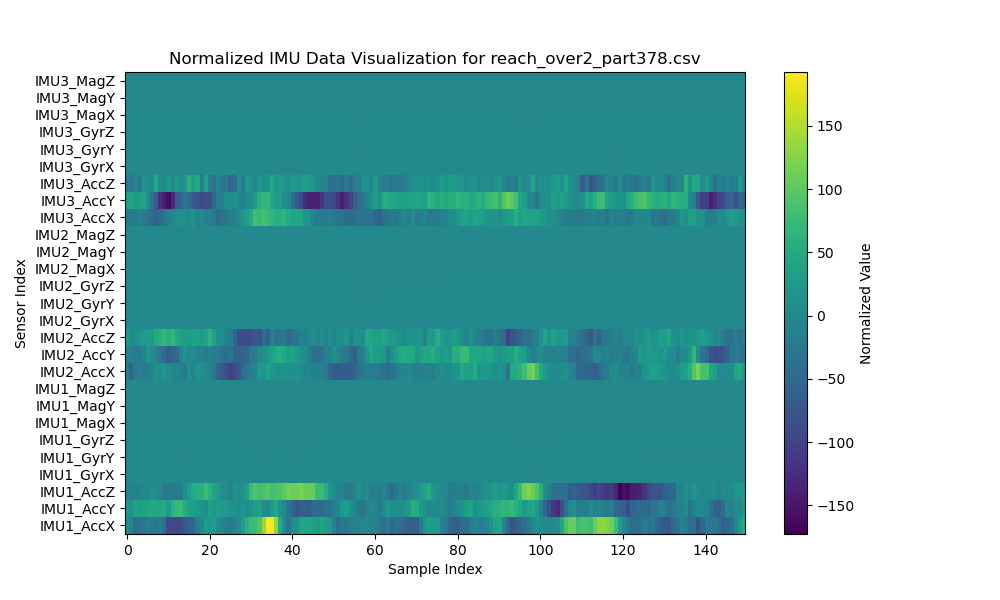 Normalized IMU Data Visualization for reach_over2_part378.csv
IMU3_MagZ
IMU3_MagY
IMU3_MagX
IMU3_GyrZ
IMU3_GyrY
IMU3_GyrX
IMU3_AccZ
IMU3_AccY
IMU3_AccX
IMU2_MagZ
IMU2_MagY
IMU2_MagX
IMU2_GyrZ
IMU2_GyrY
IMU2_GyrX
IMU2_AccZ
IMU2_AccY
IMU2_AccX
IMU1_MagZ
IMU1_MagY
IMU1_MagX
IMU1_GyrZ
IMU1_GyrY
IMU1_GyrX
IMU1_AccZ
IMU1_AccY
IMU1_AccX
Sensor Index
0 20 40 60 80 100 120 140
Sample Index
150
100
50
0
−50
−100
−150
Normalized Value